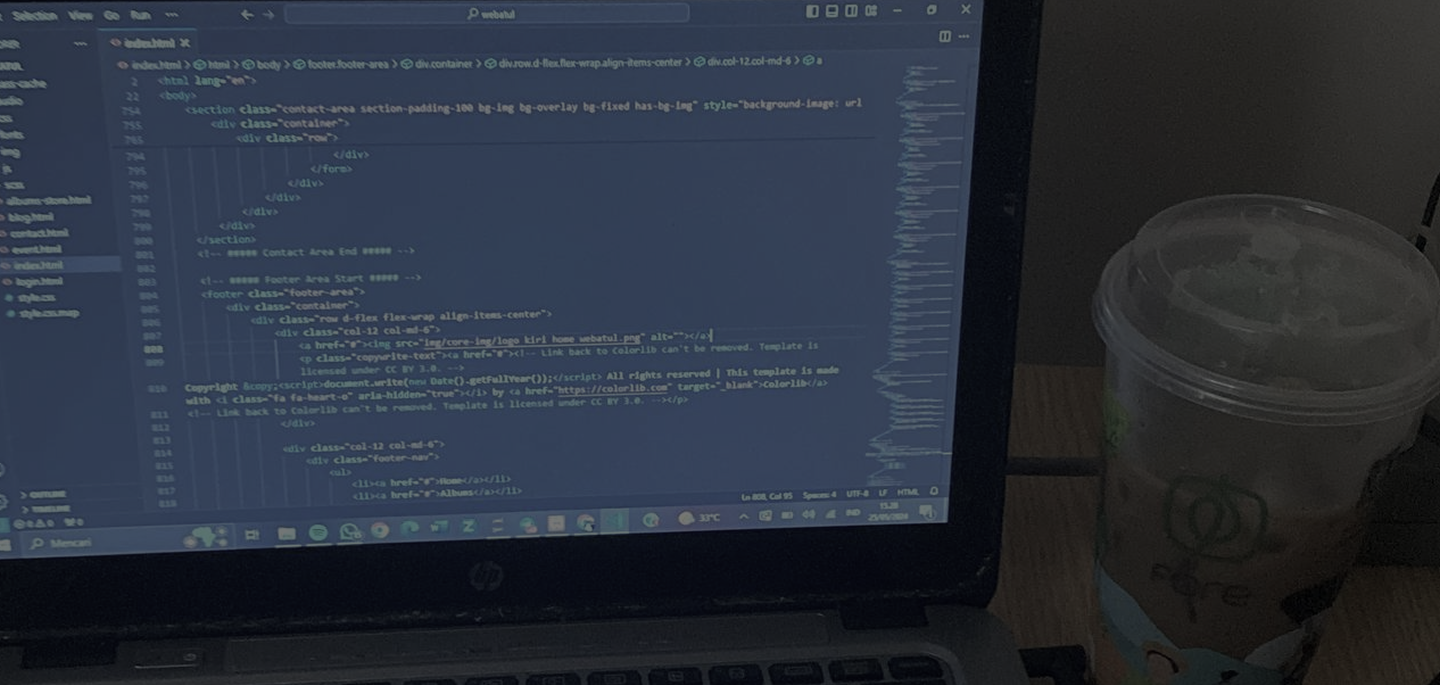 Selection View Go Run ...
webatul
index.html
index.html > html > body > footer.footer-area > div.container > div.row.d-flex.flex-wrap.align-items-center > div.col-12.col-md-6 > a
2 <html lang="en">
22 <body>
754 <section class="contact-area section-padding-100 bg-img bg-overlay bg-fixed has-bg-img" style="background-image: url
755 <div class="container">
765 <div class="row">
794 </div>
795 </form>
796 </div>
797 </div>
798 </div>
799 </div>
800 </section>
801 <!-- ##### Contact Area End ##### -->
802
803 <!-- ##### Footer Area Start ##### -->
804 <footer class="footer-area">
805 <div class="container">
806 <div class="row d-flex flex-wrap align-items-center">
807 <div class="col-12 col-md-6">
808 <a href="#"><img src="img/core-img/logo kiri home webatul.png" alt=""></a>
809 <p class="copywrite-text"><a href="#"><!-- Link back to Colorlib can't be removed. Template is
licensed under CC BY 3.0. -->
810 Copyright &copy;<script>document.write(new Date().getFullYear());</script> All rights reserved | This template is made
with <i class="fa fa-heart-o" aria-hidden="true"></i> by <a href="https://colorlib.com" target="_blank">Colorlib</a>
811 <!-- Link back to Colorlib can't be removed. Template is licensed under CC BY 3.0. --></p>
812 </div>
813
814 <div class="col-12 col-md-6">
815 <div class="footer-nav">
816 <ul>
817 <li><a href="#">Home</a></li>
818 <li><a href="#">Albums</a></li>
img
js
scss
albums-store.html
blog.html
contact.html
event.html
index.html
login.html
style.css
style.css.map
OUTLINE
TIMELINE
Ln 808, Col 95 Spaces: 4 UTF-8 LF HTML
Mencari
33°C
IND
15.28
25/05/2024
hp
fore